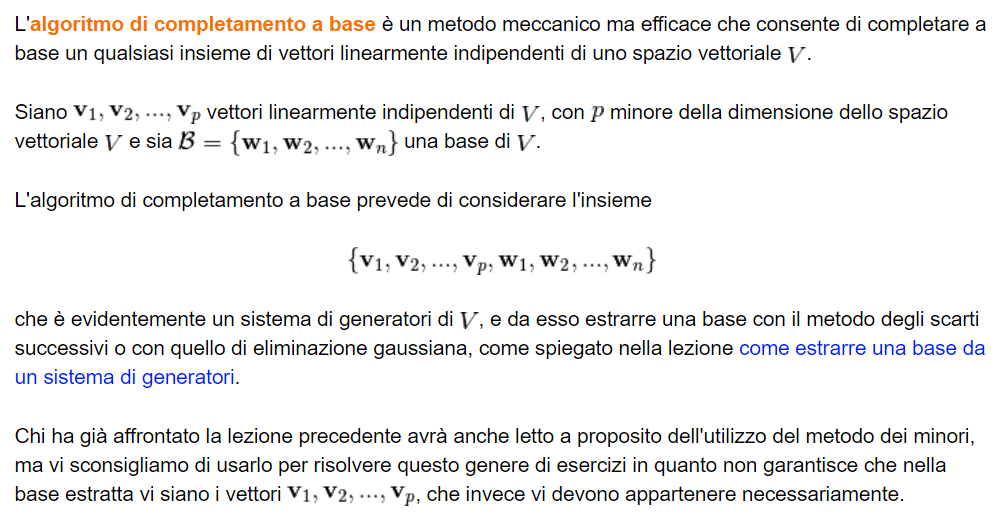 L'algoritmo di completamento a base è un metodo meccanico ma efficace che consente di completare a
base un qualsiasi insieme di vettori linearmente indipendenti di uno spazio vettoriale V.
Siano v₁, v₂, ..., vₚ vettori linearmente indipendenti di V, con p minore della dimensione dello spazio
vettoriale V e sia ℬ = {w₁, w₂, ..., wₙ} una base di V.
L'algoritmo di completamento a base prevede di considerare l'insieme
{v₁, v₂, ..., vₚ, w₁, w₂, ..., wₙ}
che è evidentemente un sistema di generatori di V, e da esso estrarre una base con il metodo degli scarti
successivi o con quello di eliminazione gaussiana, come spiegato nella lezione come estrarre una base da
un sistema di generatori.
Chi ha già affrontato la lezione precedente avrà anche letto a proposito dell'utilizzo del metodo dei minori,
ma vi sconsigliamo di usarlo per risolvere questo genere di esercizi in quanto non garantisce che nella
base estratta vi siano i vettori v₁, v₂, ..., vₚ, che invece vi devono appartenere necessariamente.